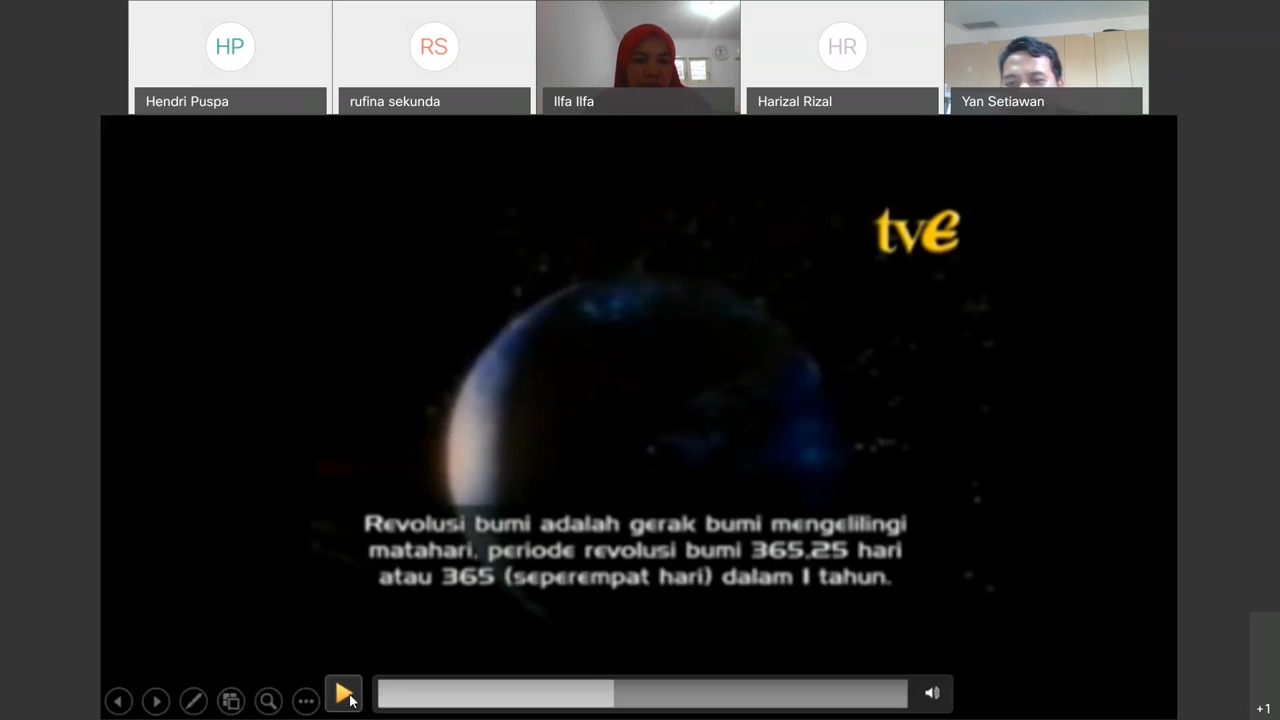 HP
RS
HR
Hendri Puspa
rufina sekunda
Ilfa Ilfa
Harizal Rizal
Yan Setiawan
tve
Revolusi bumi adalah gerak bumi mengelilingi
matahari, periode revolusi bumi 365,25 hari
atau 365 (seperempat hari) dalam 1 tahun.
+1